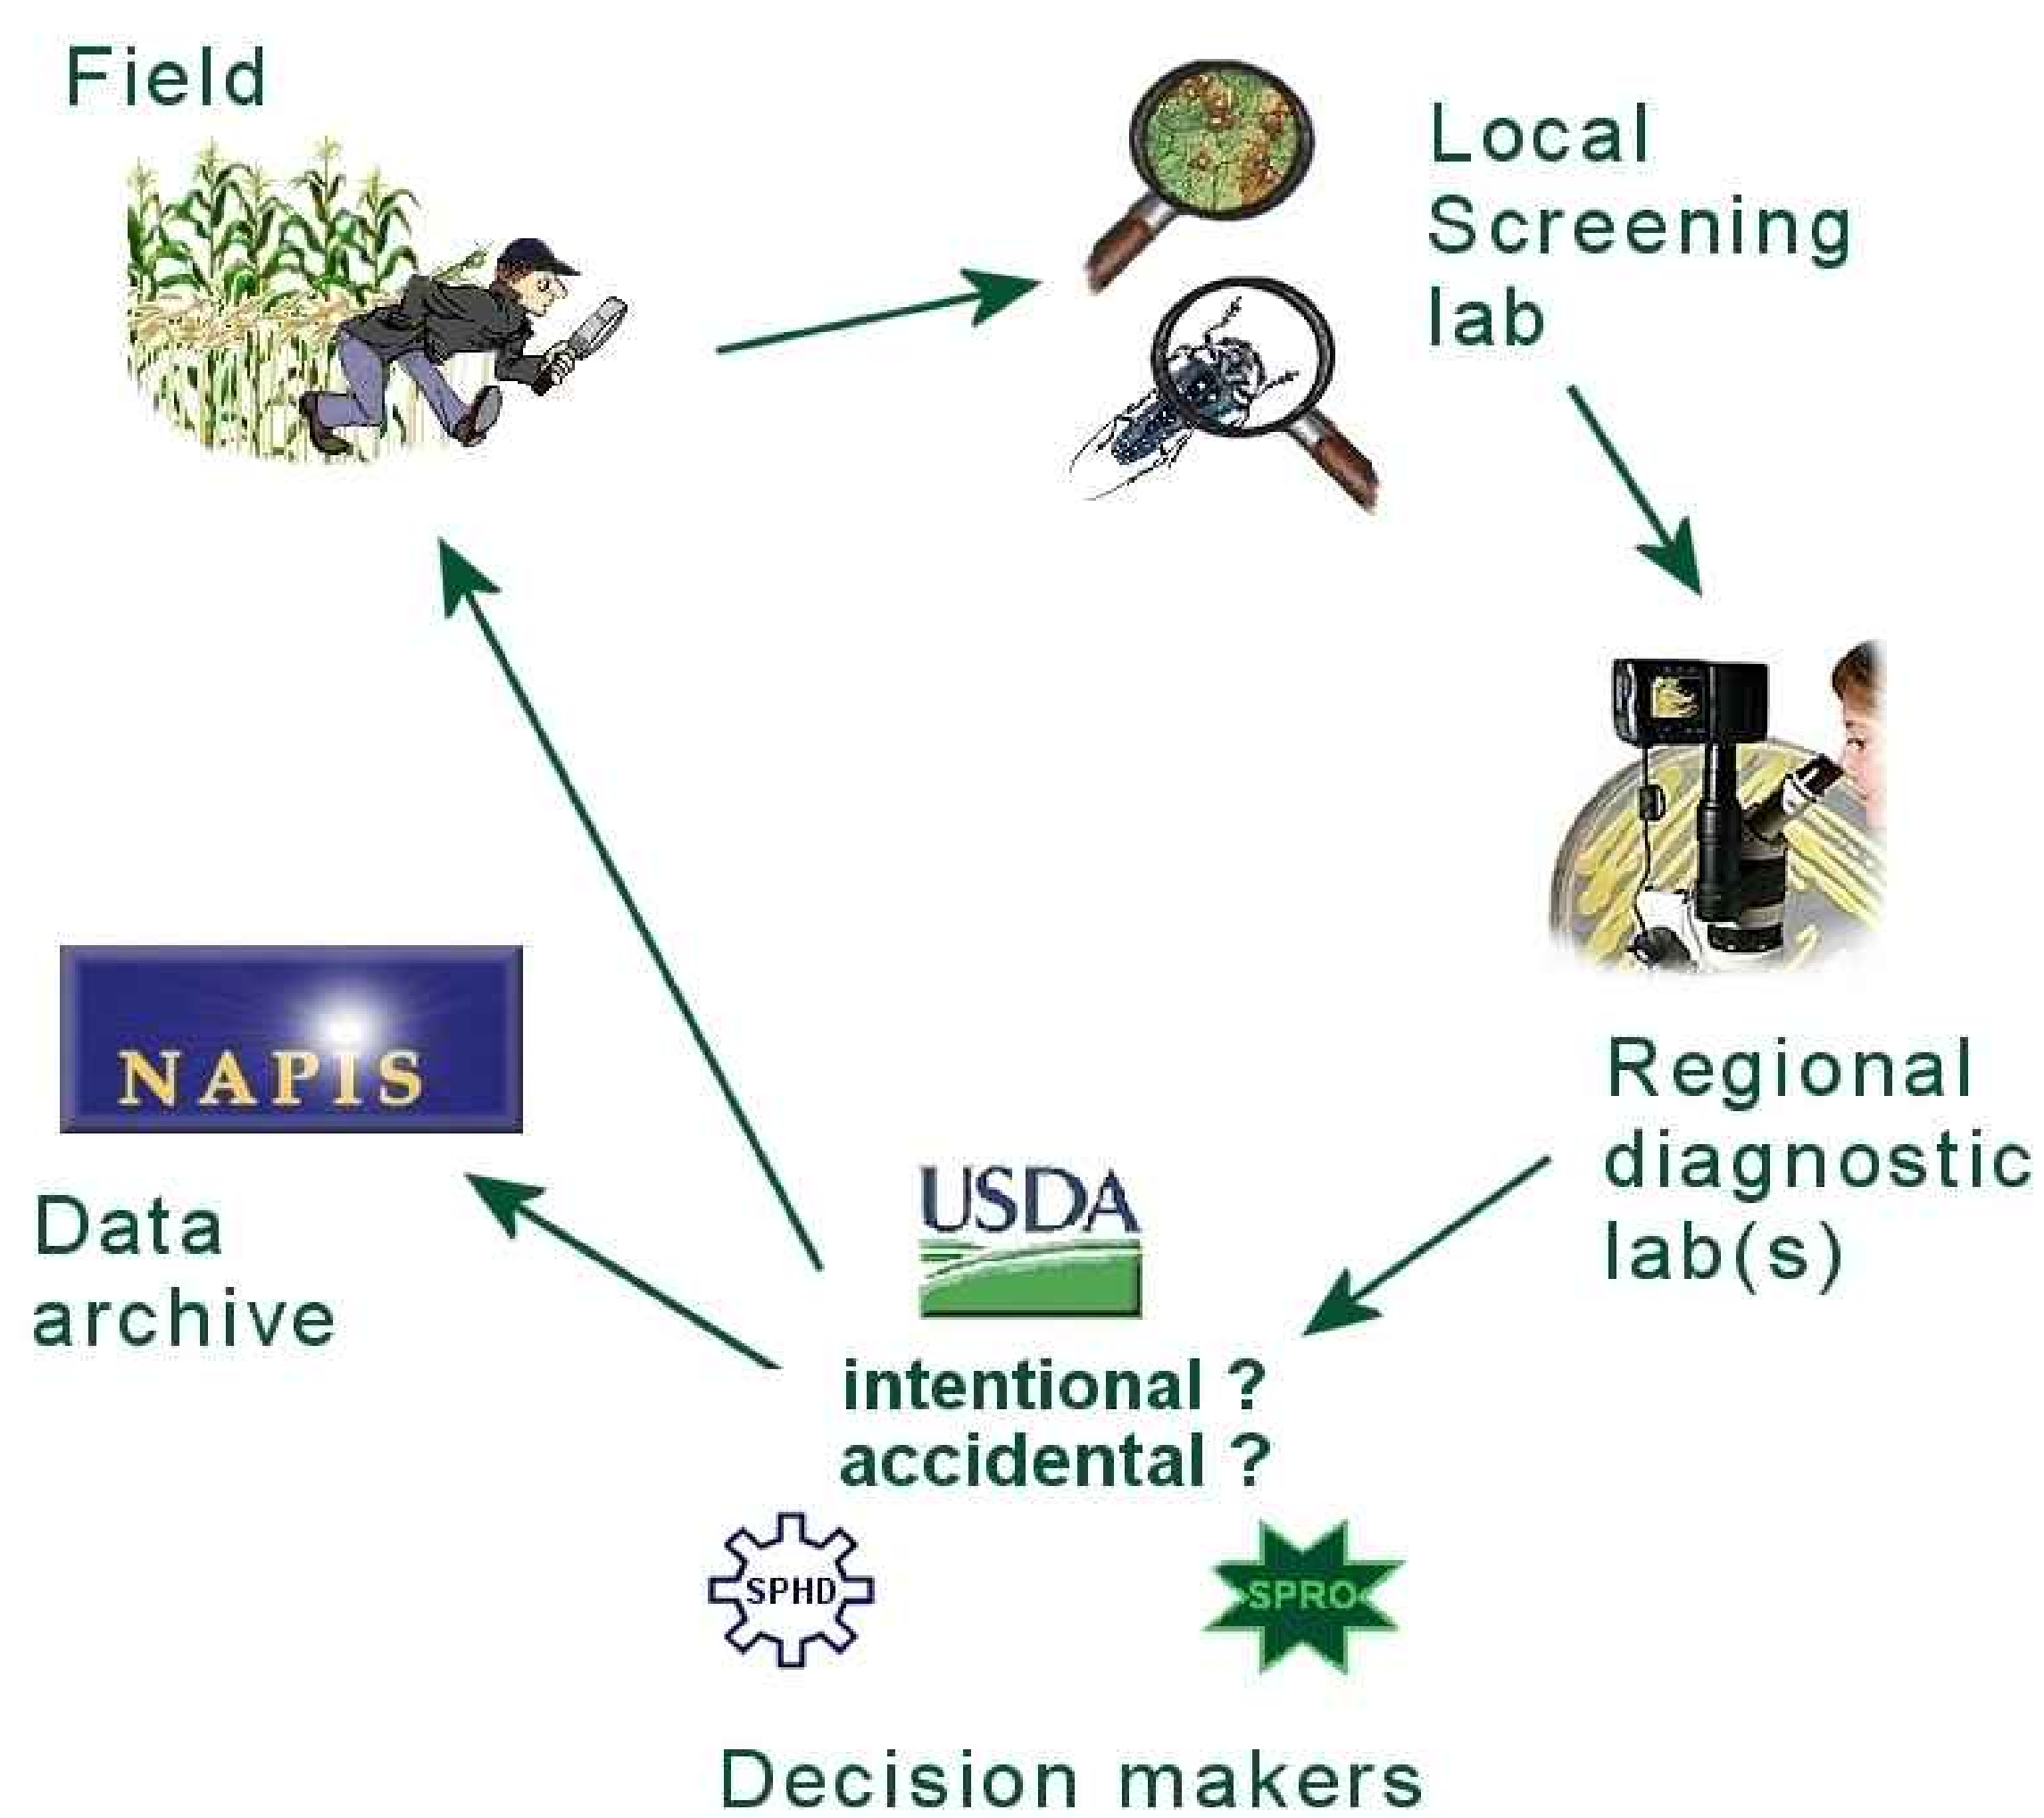 Field
Local
Screening
lab
Regional
diagnostic
lab(s)
NAPIS
Data
archive
USDA
intentional ?
accidental ?
SPHD
SPRO
Decision makers